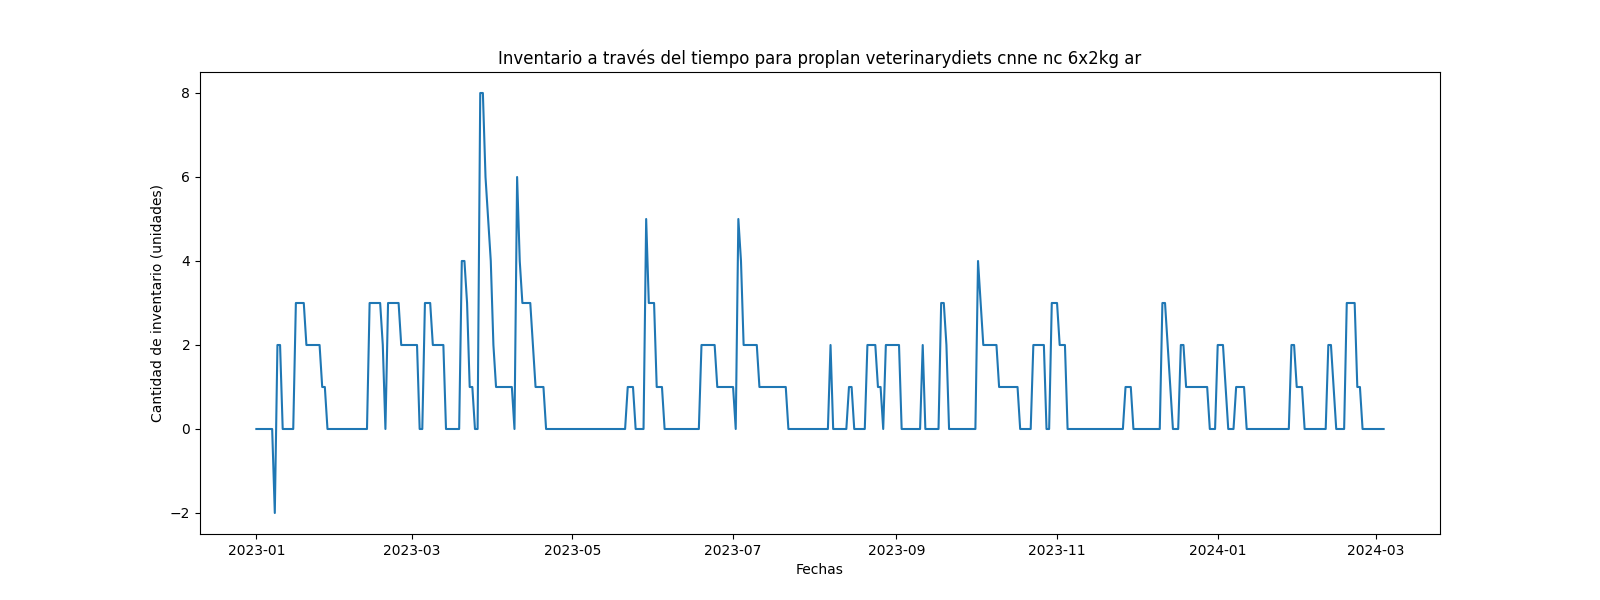 Inventario a través del tiempo para proplan veterinarydiets cnne nc 6x2kg ar
Cantidad de inventario (unidades)
8
6
4
2
0
−2
2023-01 2023-03 2023-05 2023-07 2023-09 2023-11 2024-01 2024-03
Fechas